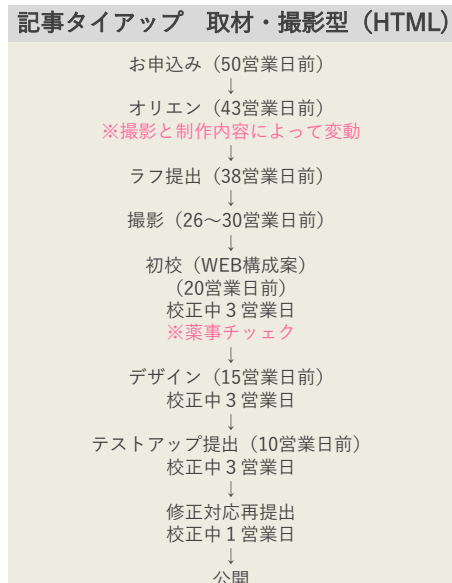 記事タイアップ　取材・撮影型（HTML）
お申込み（50営業日前）
↓
オリエン（43営業日前）
※撮影と制作内容によって変動
↓
ラフ提出（38営業日前）
↓
撮影（26〜30営業日前）
↓
初校（WEB構成案）
（20営業日前）
校正中３営業日
※薬事チッェク
↓
デザイン（15営業日前）
校正中３営業日
↓
テストアップ提出（10営業日前）
校正中３営業日
↓
修正対応再提出
校正中１営業日
↓
公開